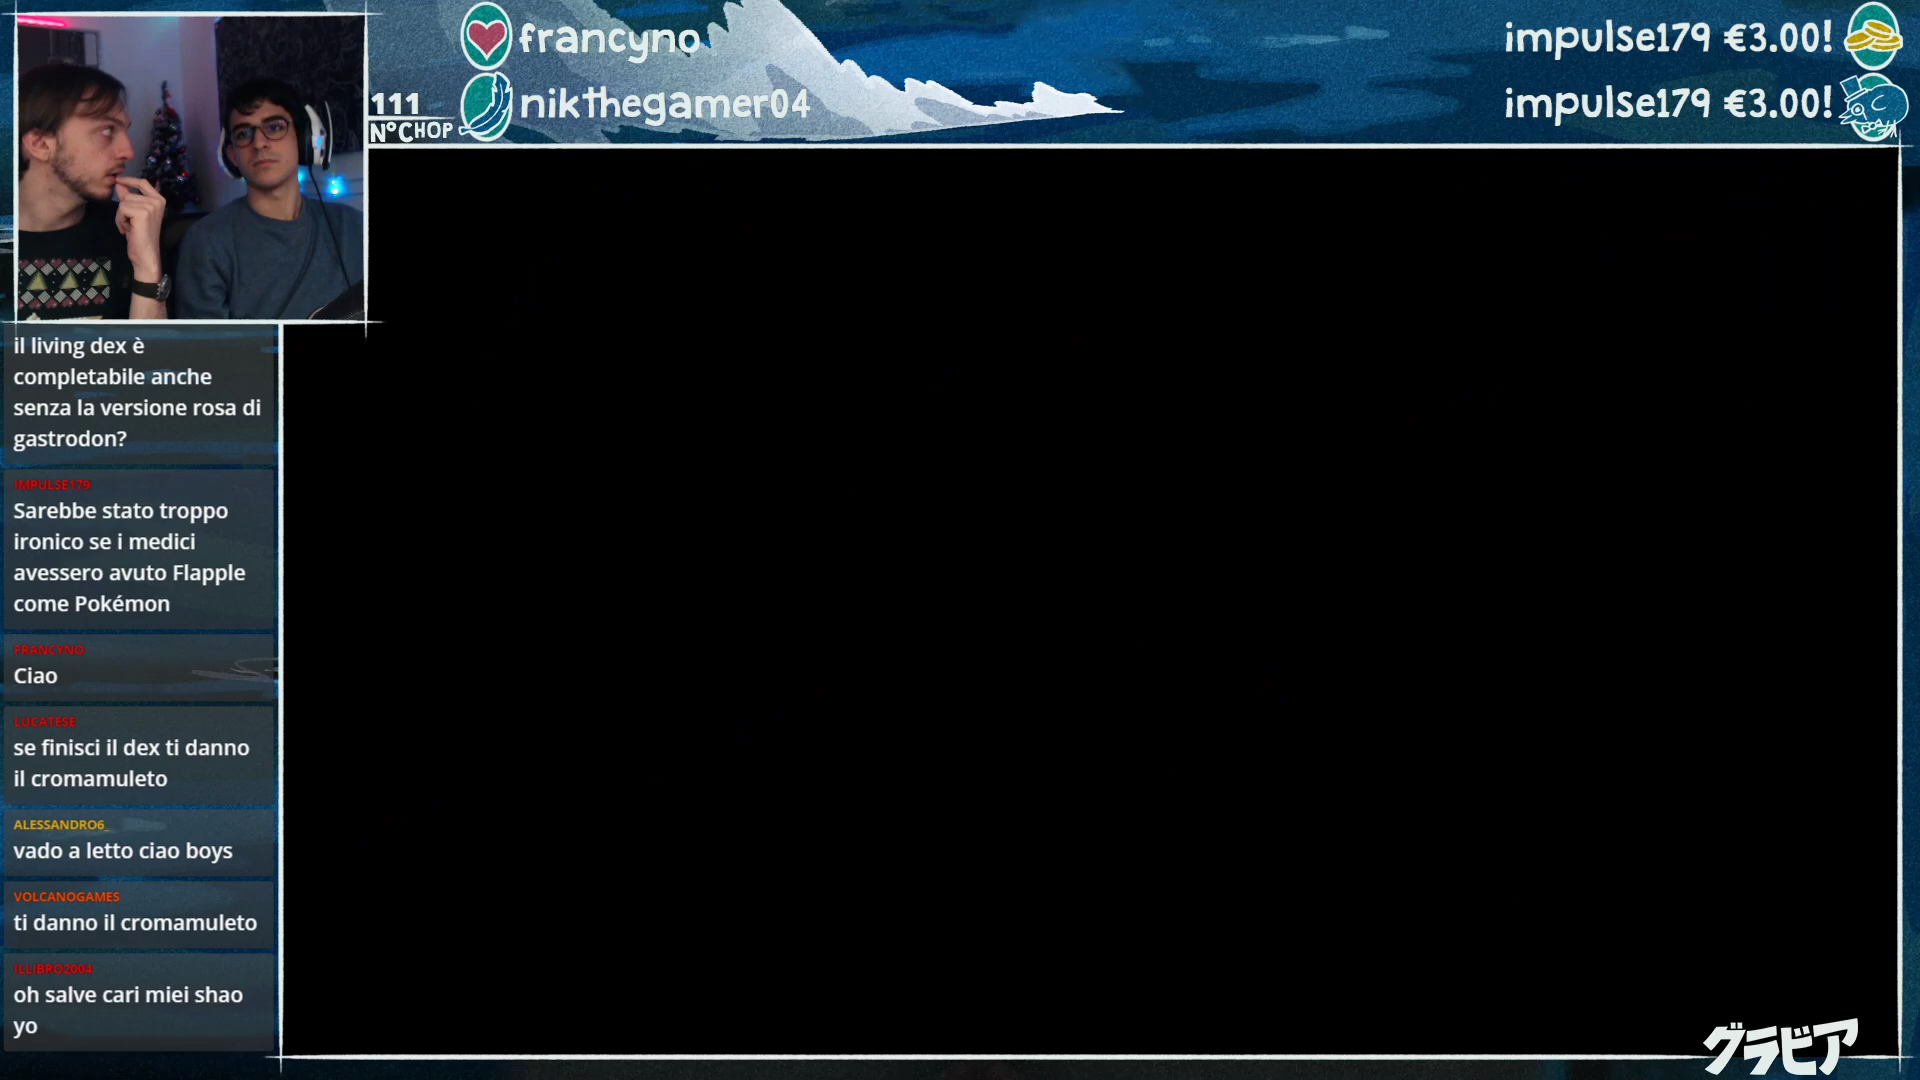 francyno
nikthegamer04
111
N°CHOP
impulse179 €3.00!
impulse179 €3.00!
il living dex è
completabile anche
senza la versione rosa di
gastrodon?
IMPULSE179
Sarebbe stato troppo
ironico se i medici
avessero avuto Flapple
come Pokémon
FRANCYNO
Ciao
LUCATESE
se finisci il dex ti danno
il cromamuleto
ALESSANDRO6_
vado a letto ciao boys
VOLCANOGAMES
ti danno il cromamuleto
ILLIBRO2004
oh salve cari miei shao
yo
グラビア